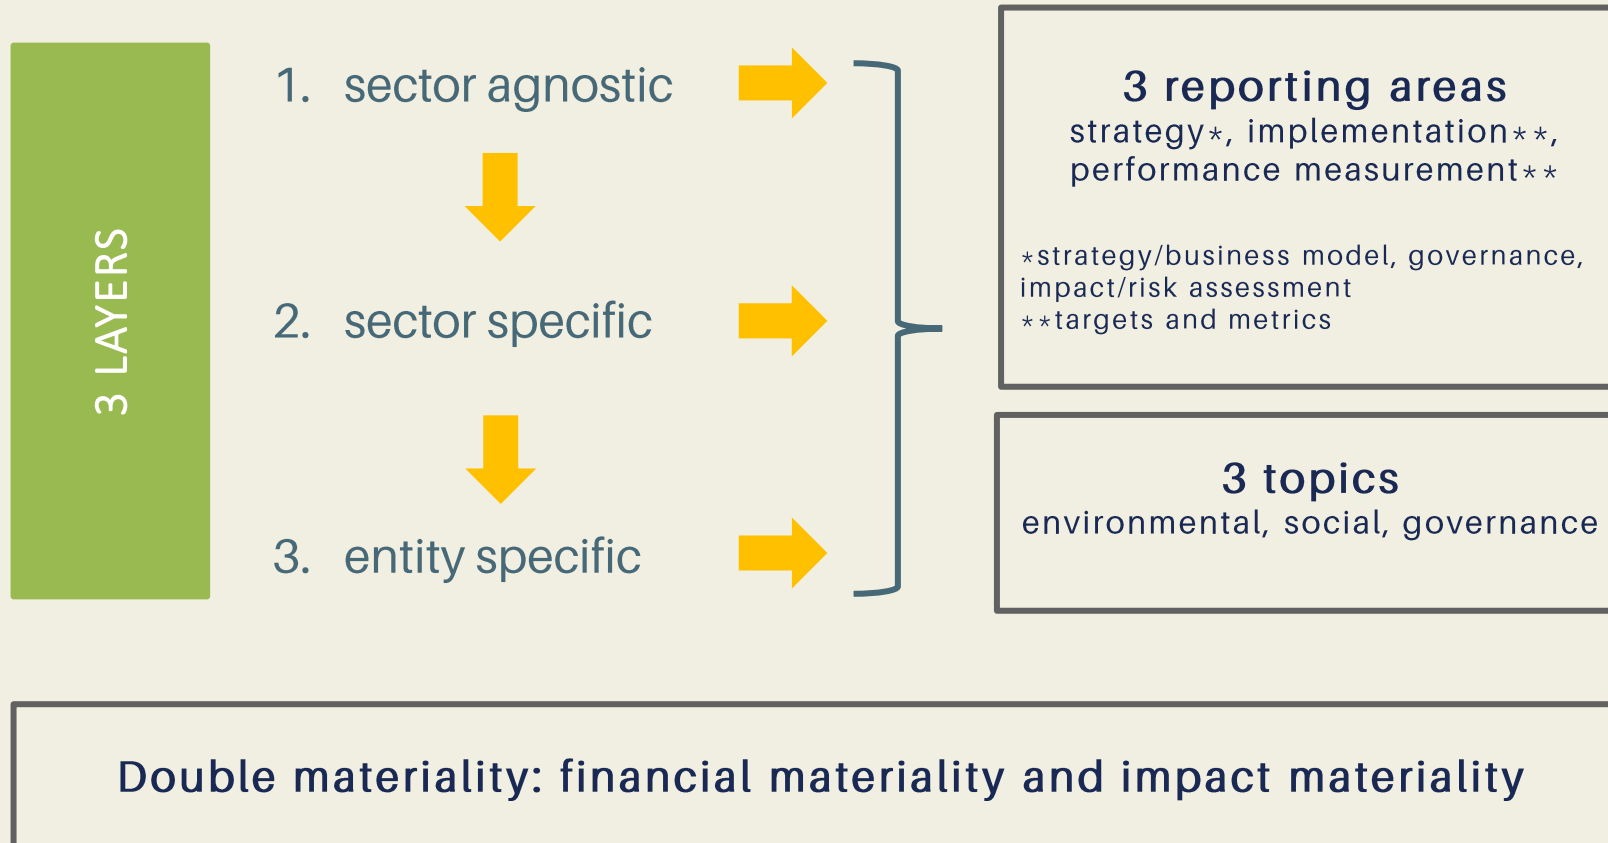 3 LAYERS
1. sector agnostic
2. sector specific
3. entity specific
3 reporting areas
strategy*, implementation**,
performance measurement**
*strategy/business model, governance,
impact/risk assessment
**targets and metrics
3 topics
environmental, social, governance
Double materiality: financial materiality and impact materiality